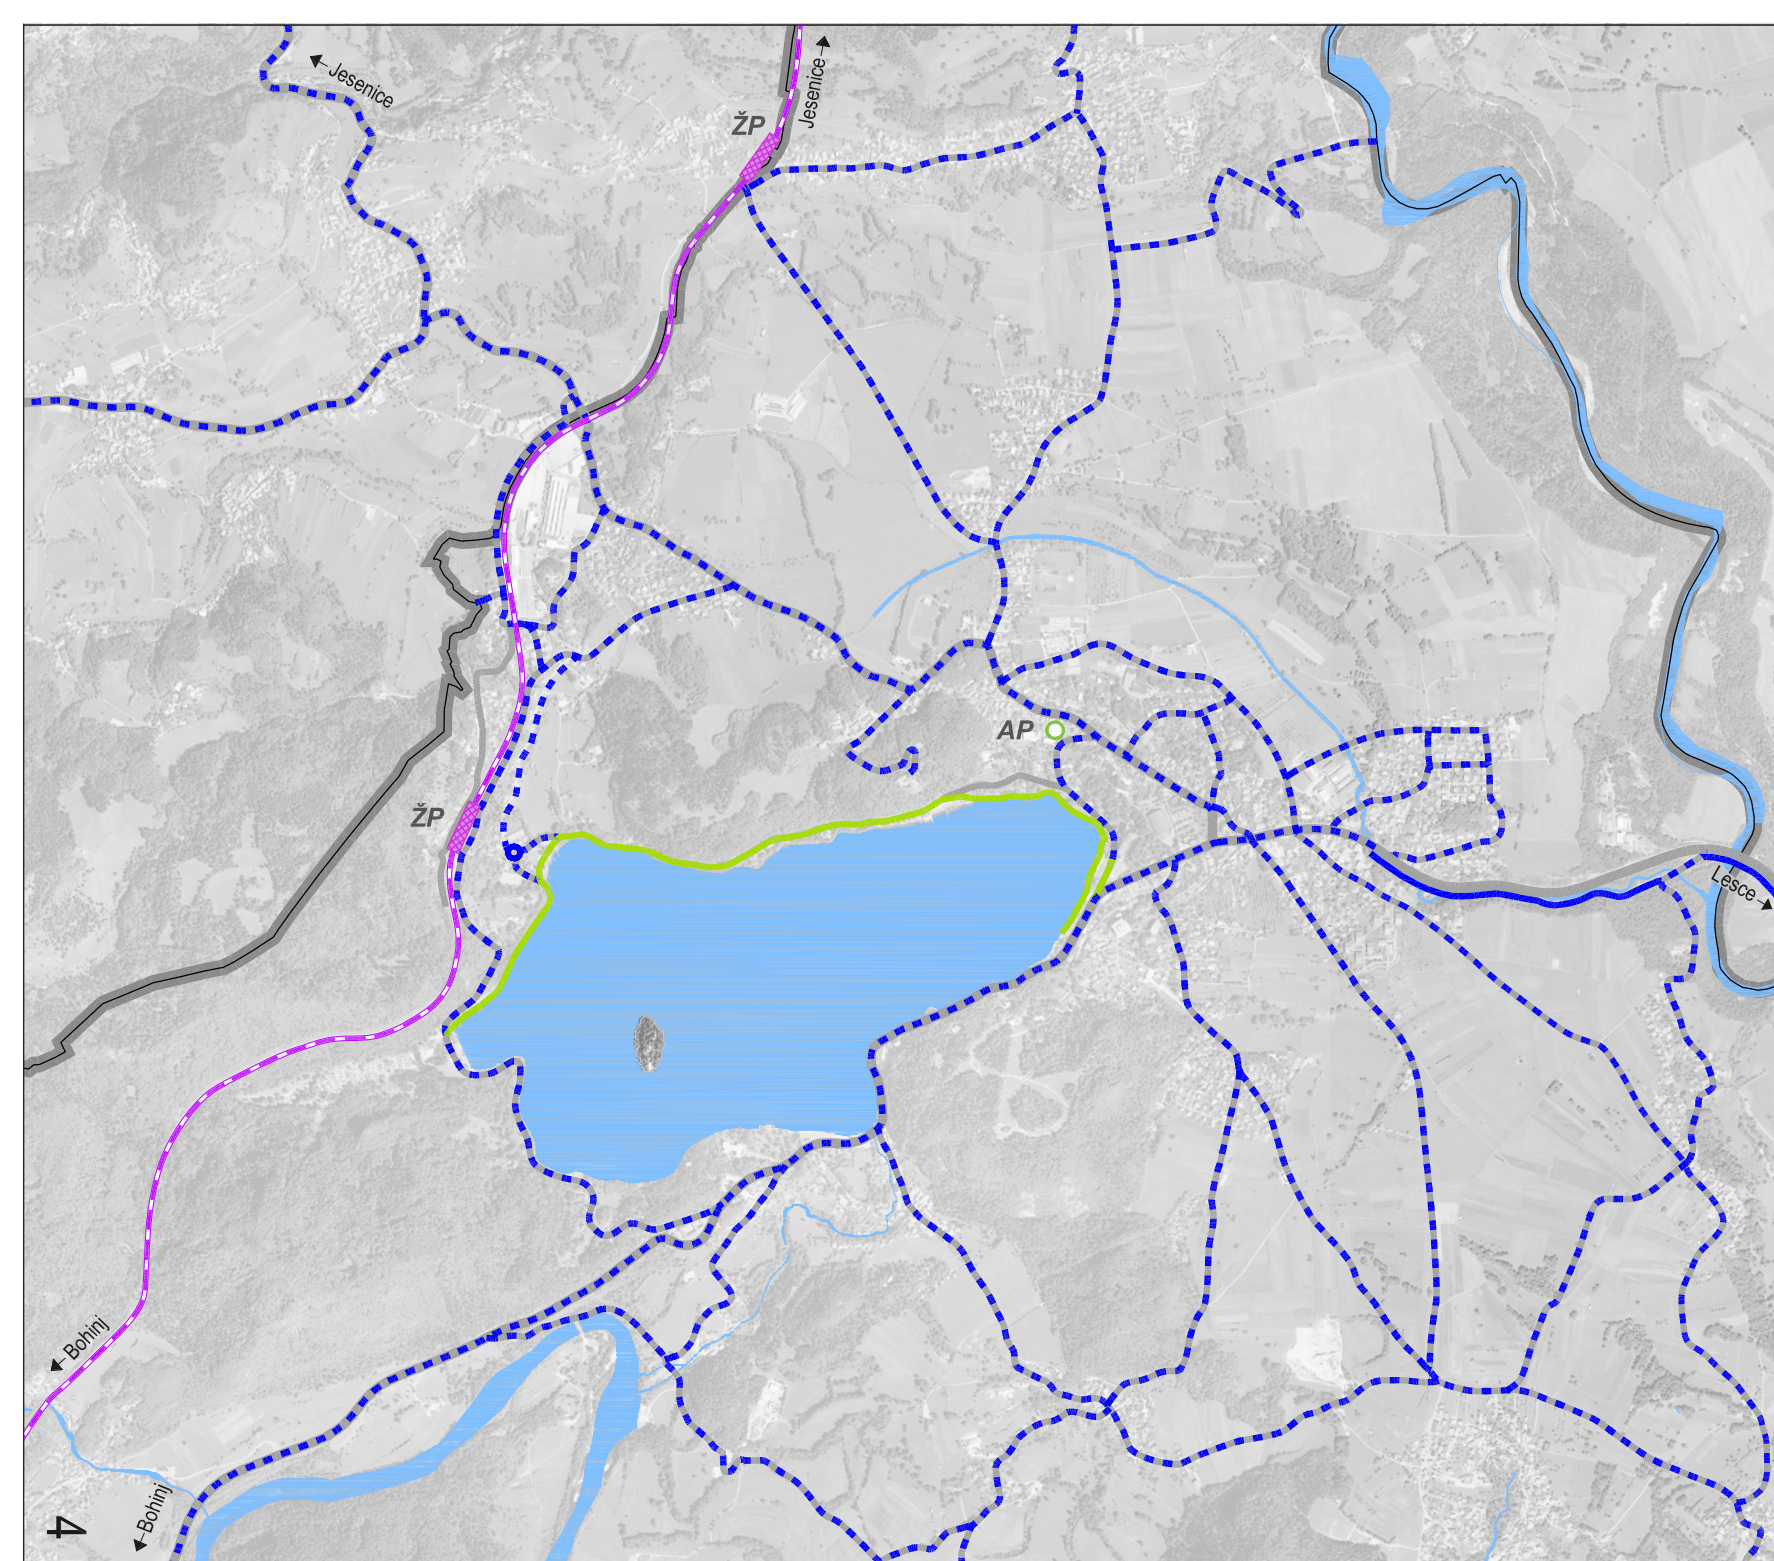 ← Jesenice
Jesenice →
ŽP
AP
ŽP
Lesce →
← Bohinj
← Bohinj
4